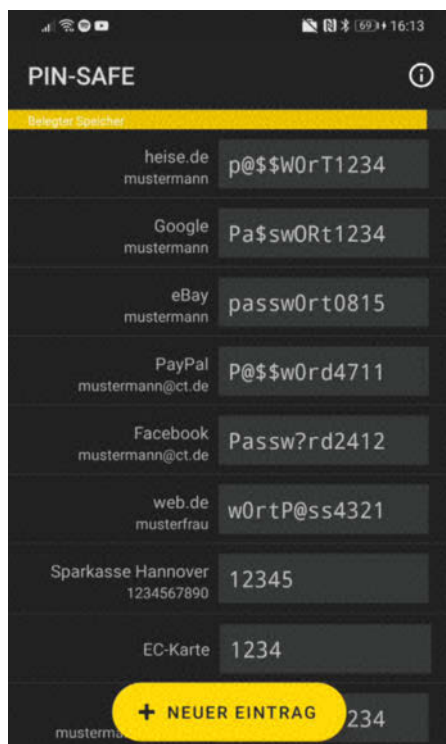 69 16:13
PIN-SAFE
Belegter Speicher
heise.de
mustermann
p@$$W0rT1234
Google
mustermann
Pa$swORt1234
eBay
mustermann
passw0rt0815
PayPal
mustermann@ct.de
P@$$w0rd4711
Facebook
mustermann@ct.de
Passw?rd2412
web.de
musterfrau
w0rtP@ss4321
Sparkasse Hannover
1234567890
12345
EC-Karte
1234
+ NEUER EINTRAG
234